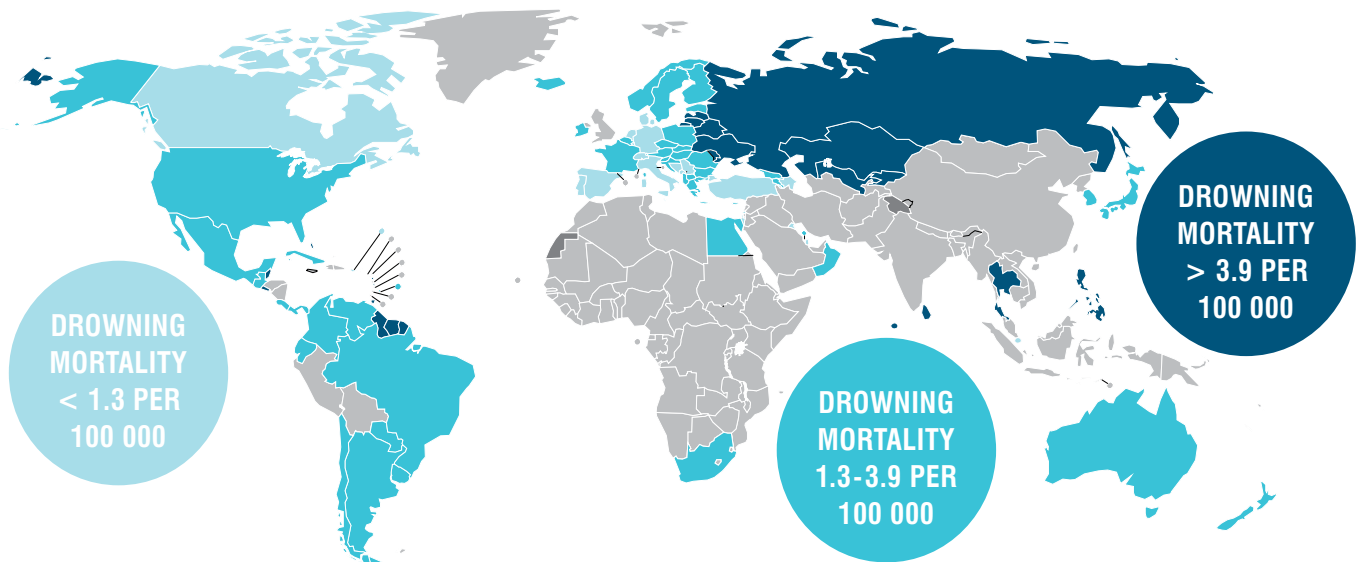 DROWNING
MORTALITY
< 1.3 PER
100 000
DROWNING
MORTALITY
1.3-3.9 PER
100 000
DROWNING
MORTALITY
> 3.9 PER
100 000